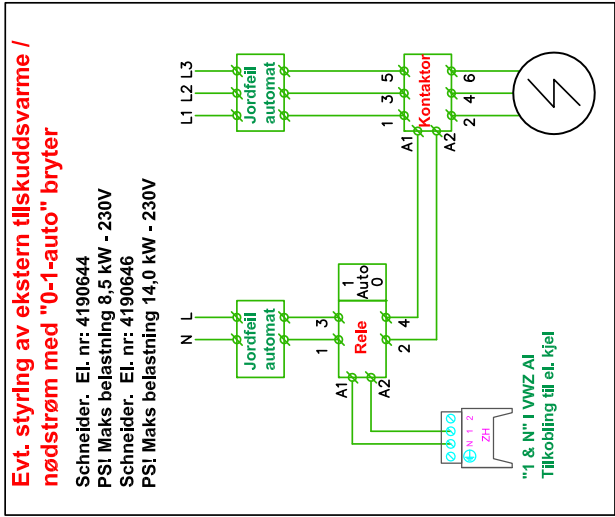 Evt. styring av ekstern tilskuddsvarme /
nødstrøm med "0-1-auto" bryter
Schneider. El. nr: 4190644
PS! Maks belastning 8,5 kW - 230V
Schneider. El. nr: 4190646
PS! Maks belastning 14,0 kW - 230V
N L
Jordfeil
automat
1 3
Rele
1
Auto
0
2 4
A1
A2
N 1 2
ZH
"1 & N" I VWZ AI
Tilkobling til el. kjel
L1 L2 L3
Jordfeil
automat
1 3 5
Kontaktor
A1
A2
2 4 6